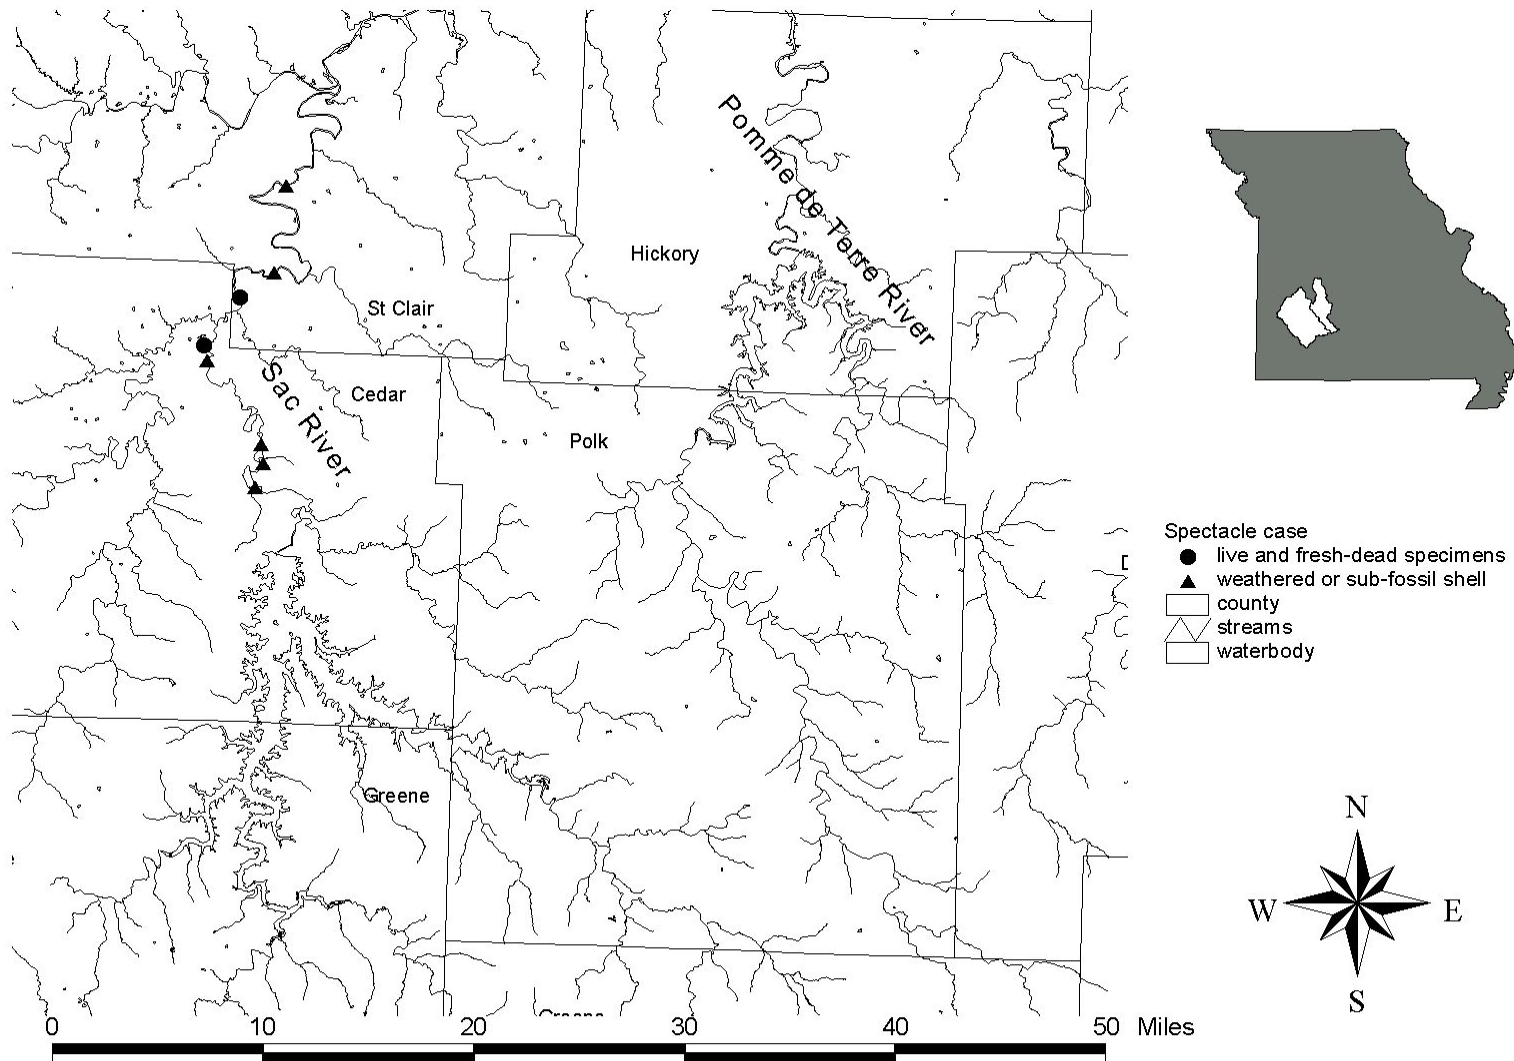 Pomme de Terre River
Hickory
St Clair
Sac River
Cedar
Polk
Greene
Spectacle case
live and fresh-dead specimens
weathered or sub-fossil shell
county
streams
waterbody
N
W E
S
0 10 20 30 40 50 Miles